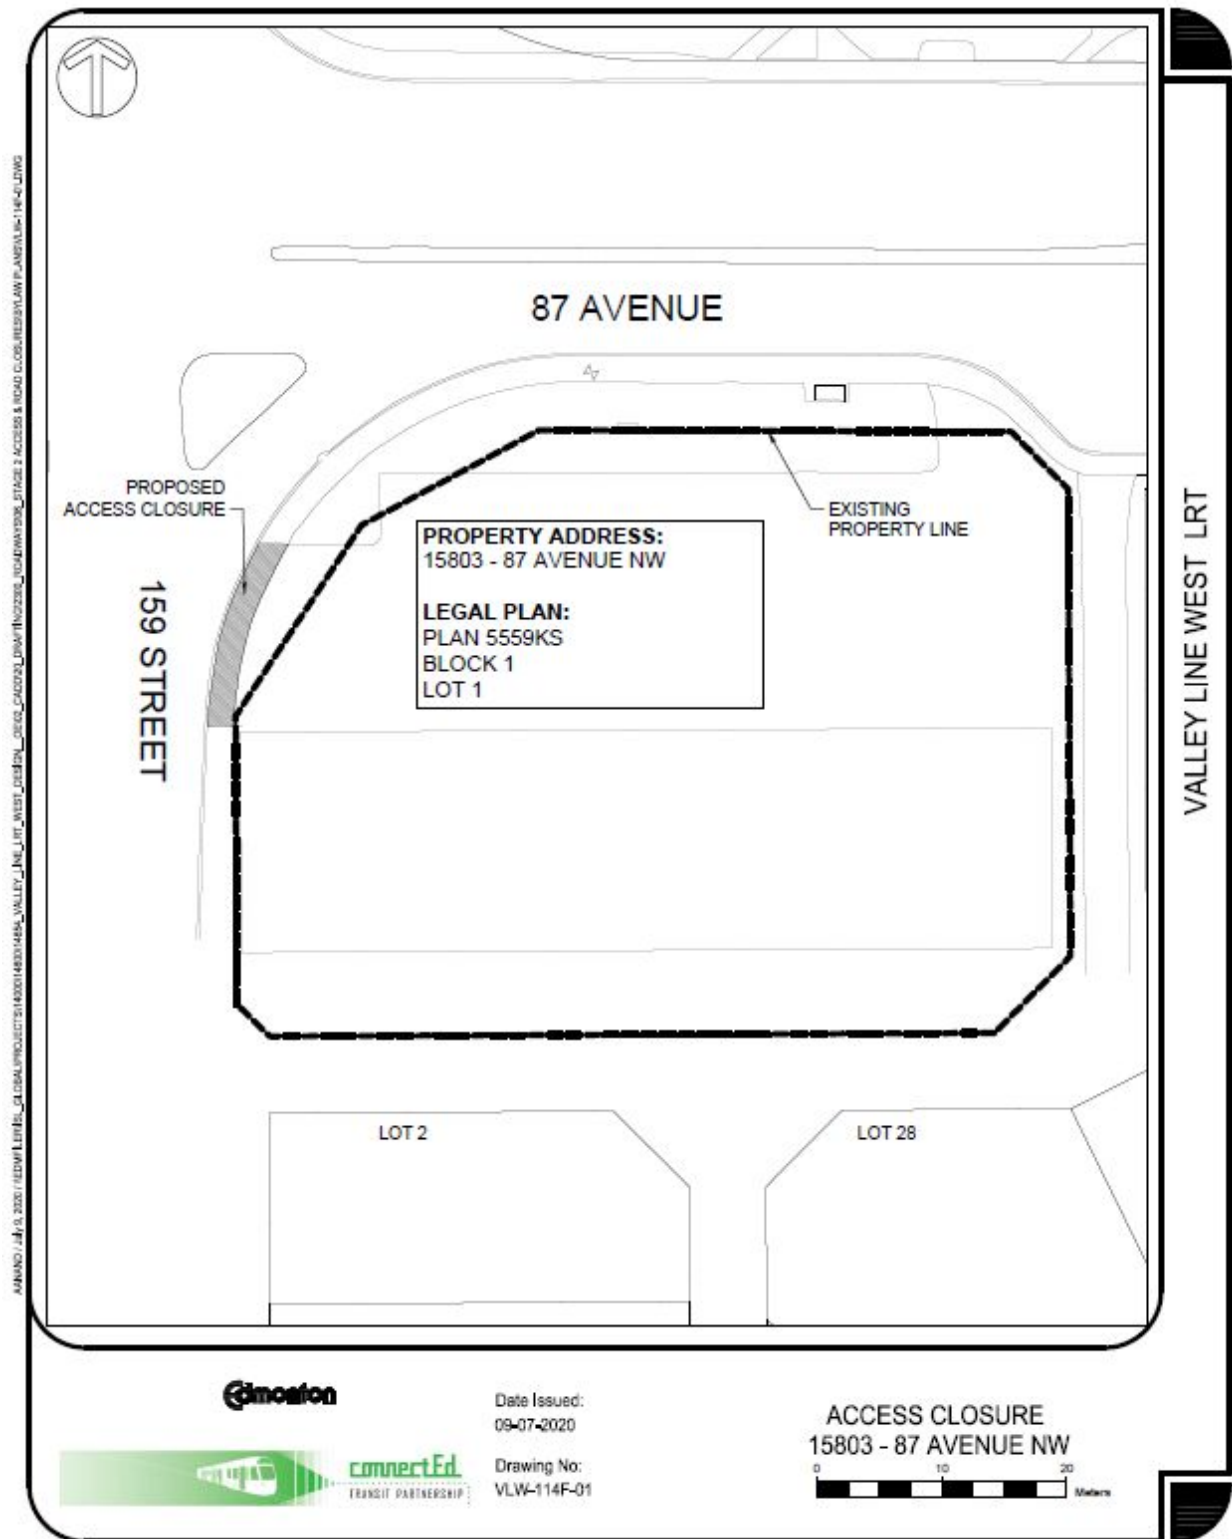 87 AVENUE
PROPOSED
ACCESS CLOSURE
EXISTING
PROPERTY LINE
PROPERTY ADDRESS:
15803 - 87 AVENUE NW
LEGAL PLAN:
PLAN 5559KS
BLOCK 1
LOT 1
159 STREET
VALLEY LINE WEST LRT
LOT 2
LOT 28
Edmonton
connectEd
TRANSIT PARTNERSHIP
Date Issued:
09-07-2020
Drawing No:
VLW-114F-01
ACCESS CLOSURE
15803 - 87 AVENUE NW
0 10 20
Meters